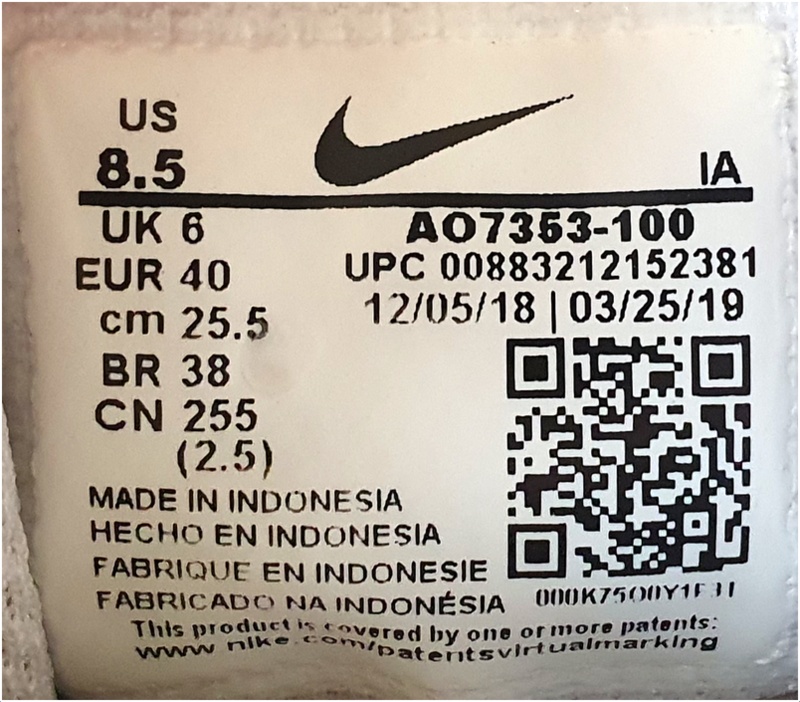 US
8.5
IA
UK 6
AO7353-100
EUR 40
UPC 00883212152381
cm 25.5
12/05/18 | 03/25/19
BR 38
CN 255
(2.5)
MADE IN INDONESIA
HECHO EN INDONESIA
FABRIQUE EN INDONESIE
FABRICADO NA INDONÉSIA
This product is covered by one or more patents:
www.nike.com/patentsvirtualmarking